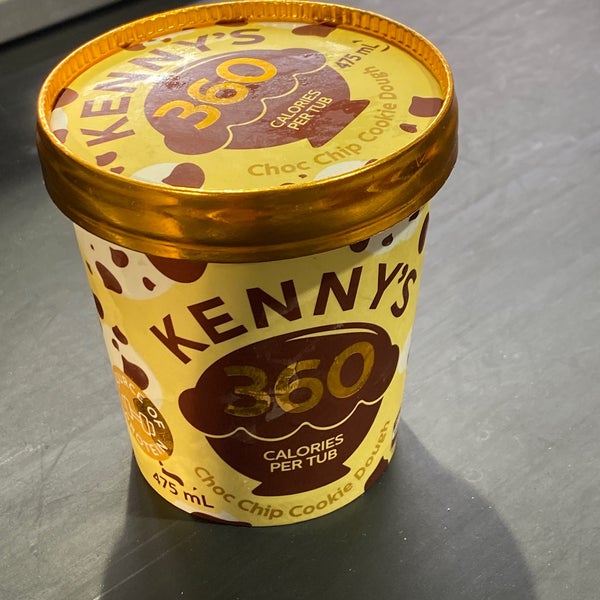 KENNY'S
360
CALORIES
PER TUB
475 mL
Choc Chip Cookie Dough
KENNY'S
360
CALORIES
PER TUB
Choc Chip Cookie Dough
475 mL